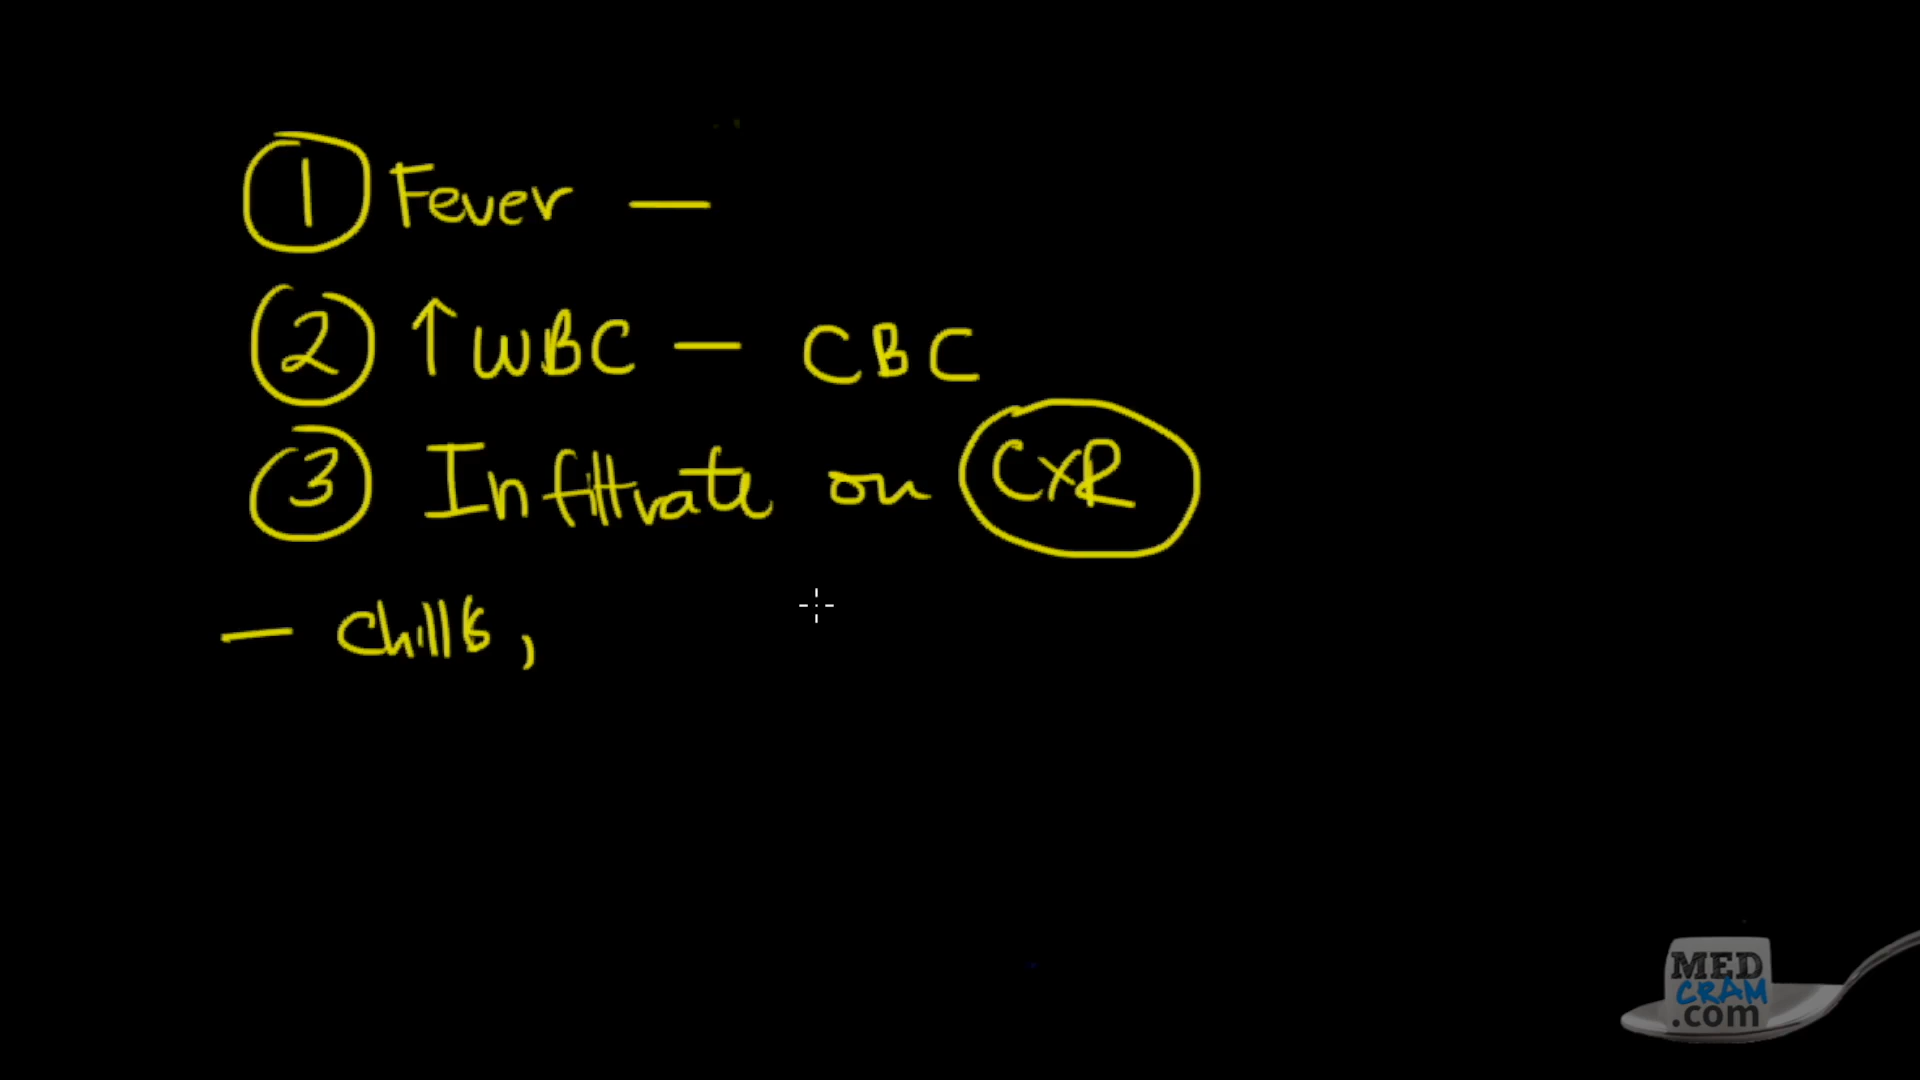 1 Fever —
2 ↑ WBC — CBC
3 Infiltrate on CXR
— Chills,
MED
CRAM
.com